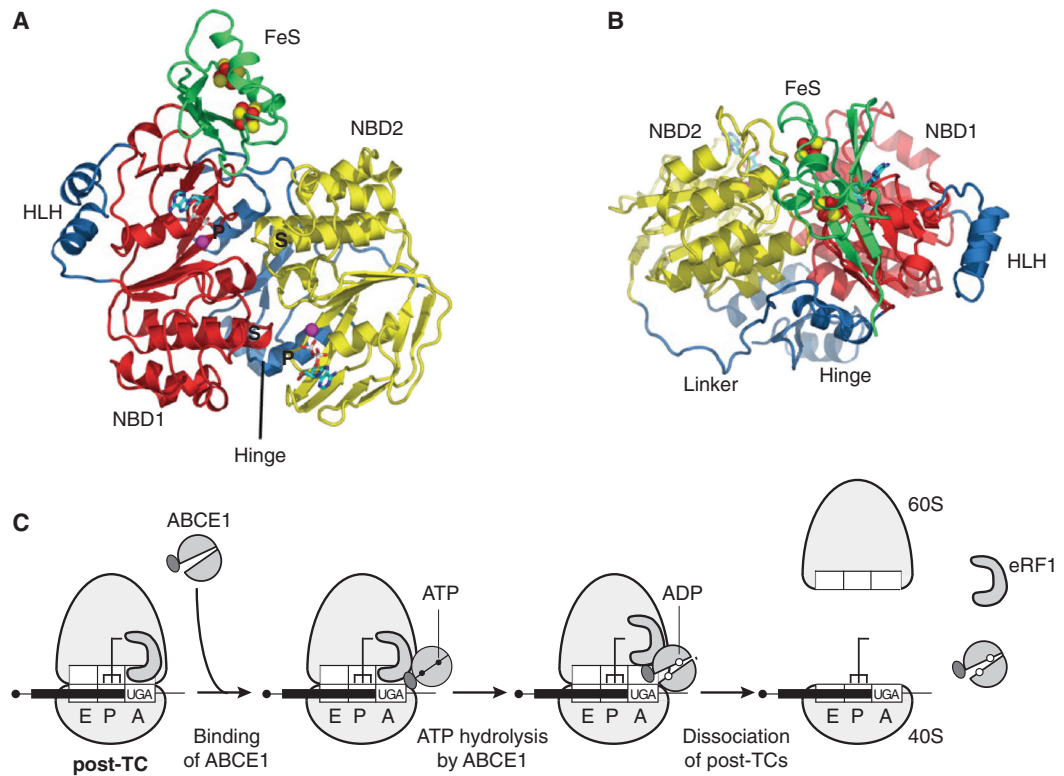 A
FeS
NBD2
HLH
P
S
S
P
NBD1
Hinge
B
FeS
NBD2
NBD1
HLH
Linker
Hinge
C
ABCE1
ATP
ADP
60S
eRF1
UGA
UGA
UGA
UGA
E P A
E P A
E P A
E P A
40S
post-TC
Binding
of ABCE1
ATP hydrolysis
by ABCE1
Dissociation
of post-TCs